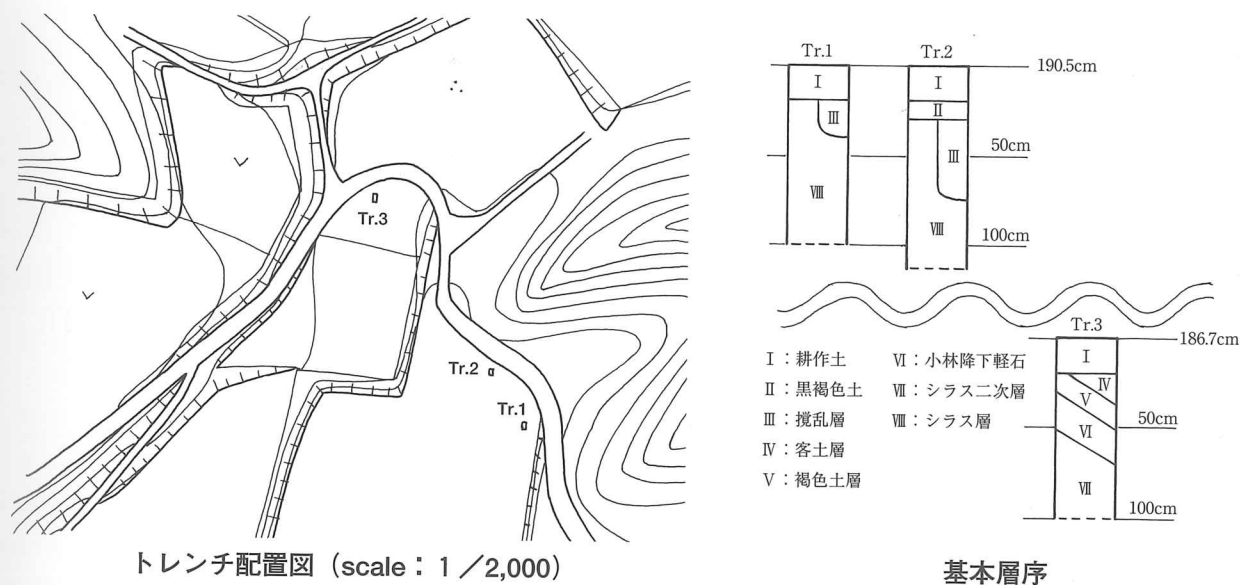 Tr.3
Tr.2
Tr.1
トレンチ配置図（scale：１／2,000）
Tr.1
Tr.2
190.5cm
Ⅰ
Ⅰ
Ⅱ
Ⅲ
Ⅲ
50cm
Ⅷ
Ⅷ
100cm
Tr.3
186.7cm
Ⅰ
Ⅳ
Ⅴ
50cm
Ⅵ
Ⅶ
100cm
Ⅰ：耕作土
Ⅱ：黒褐色土
Ⅲ：撹乱層
Ⅳ：客土層
Ⅴ：褐色土層
Ⅵ：小林降下軽石
Ⅶ：シラス二次層
Ⅷ：シラス層
基本層序